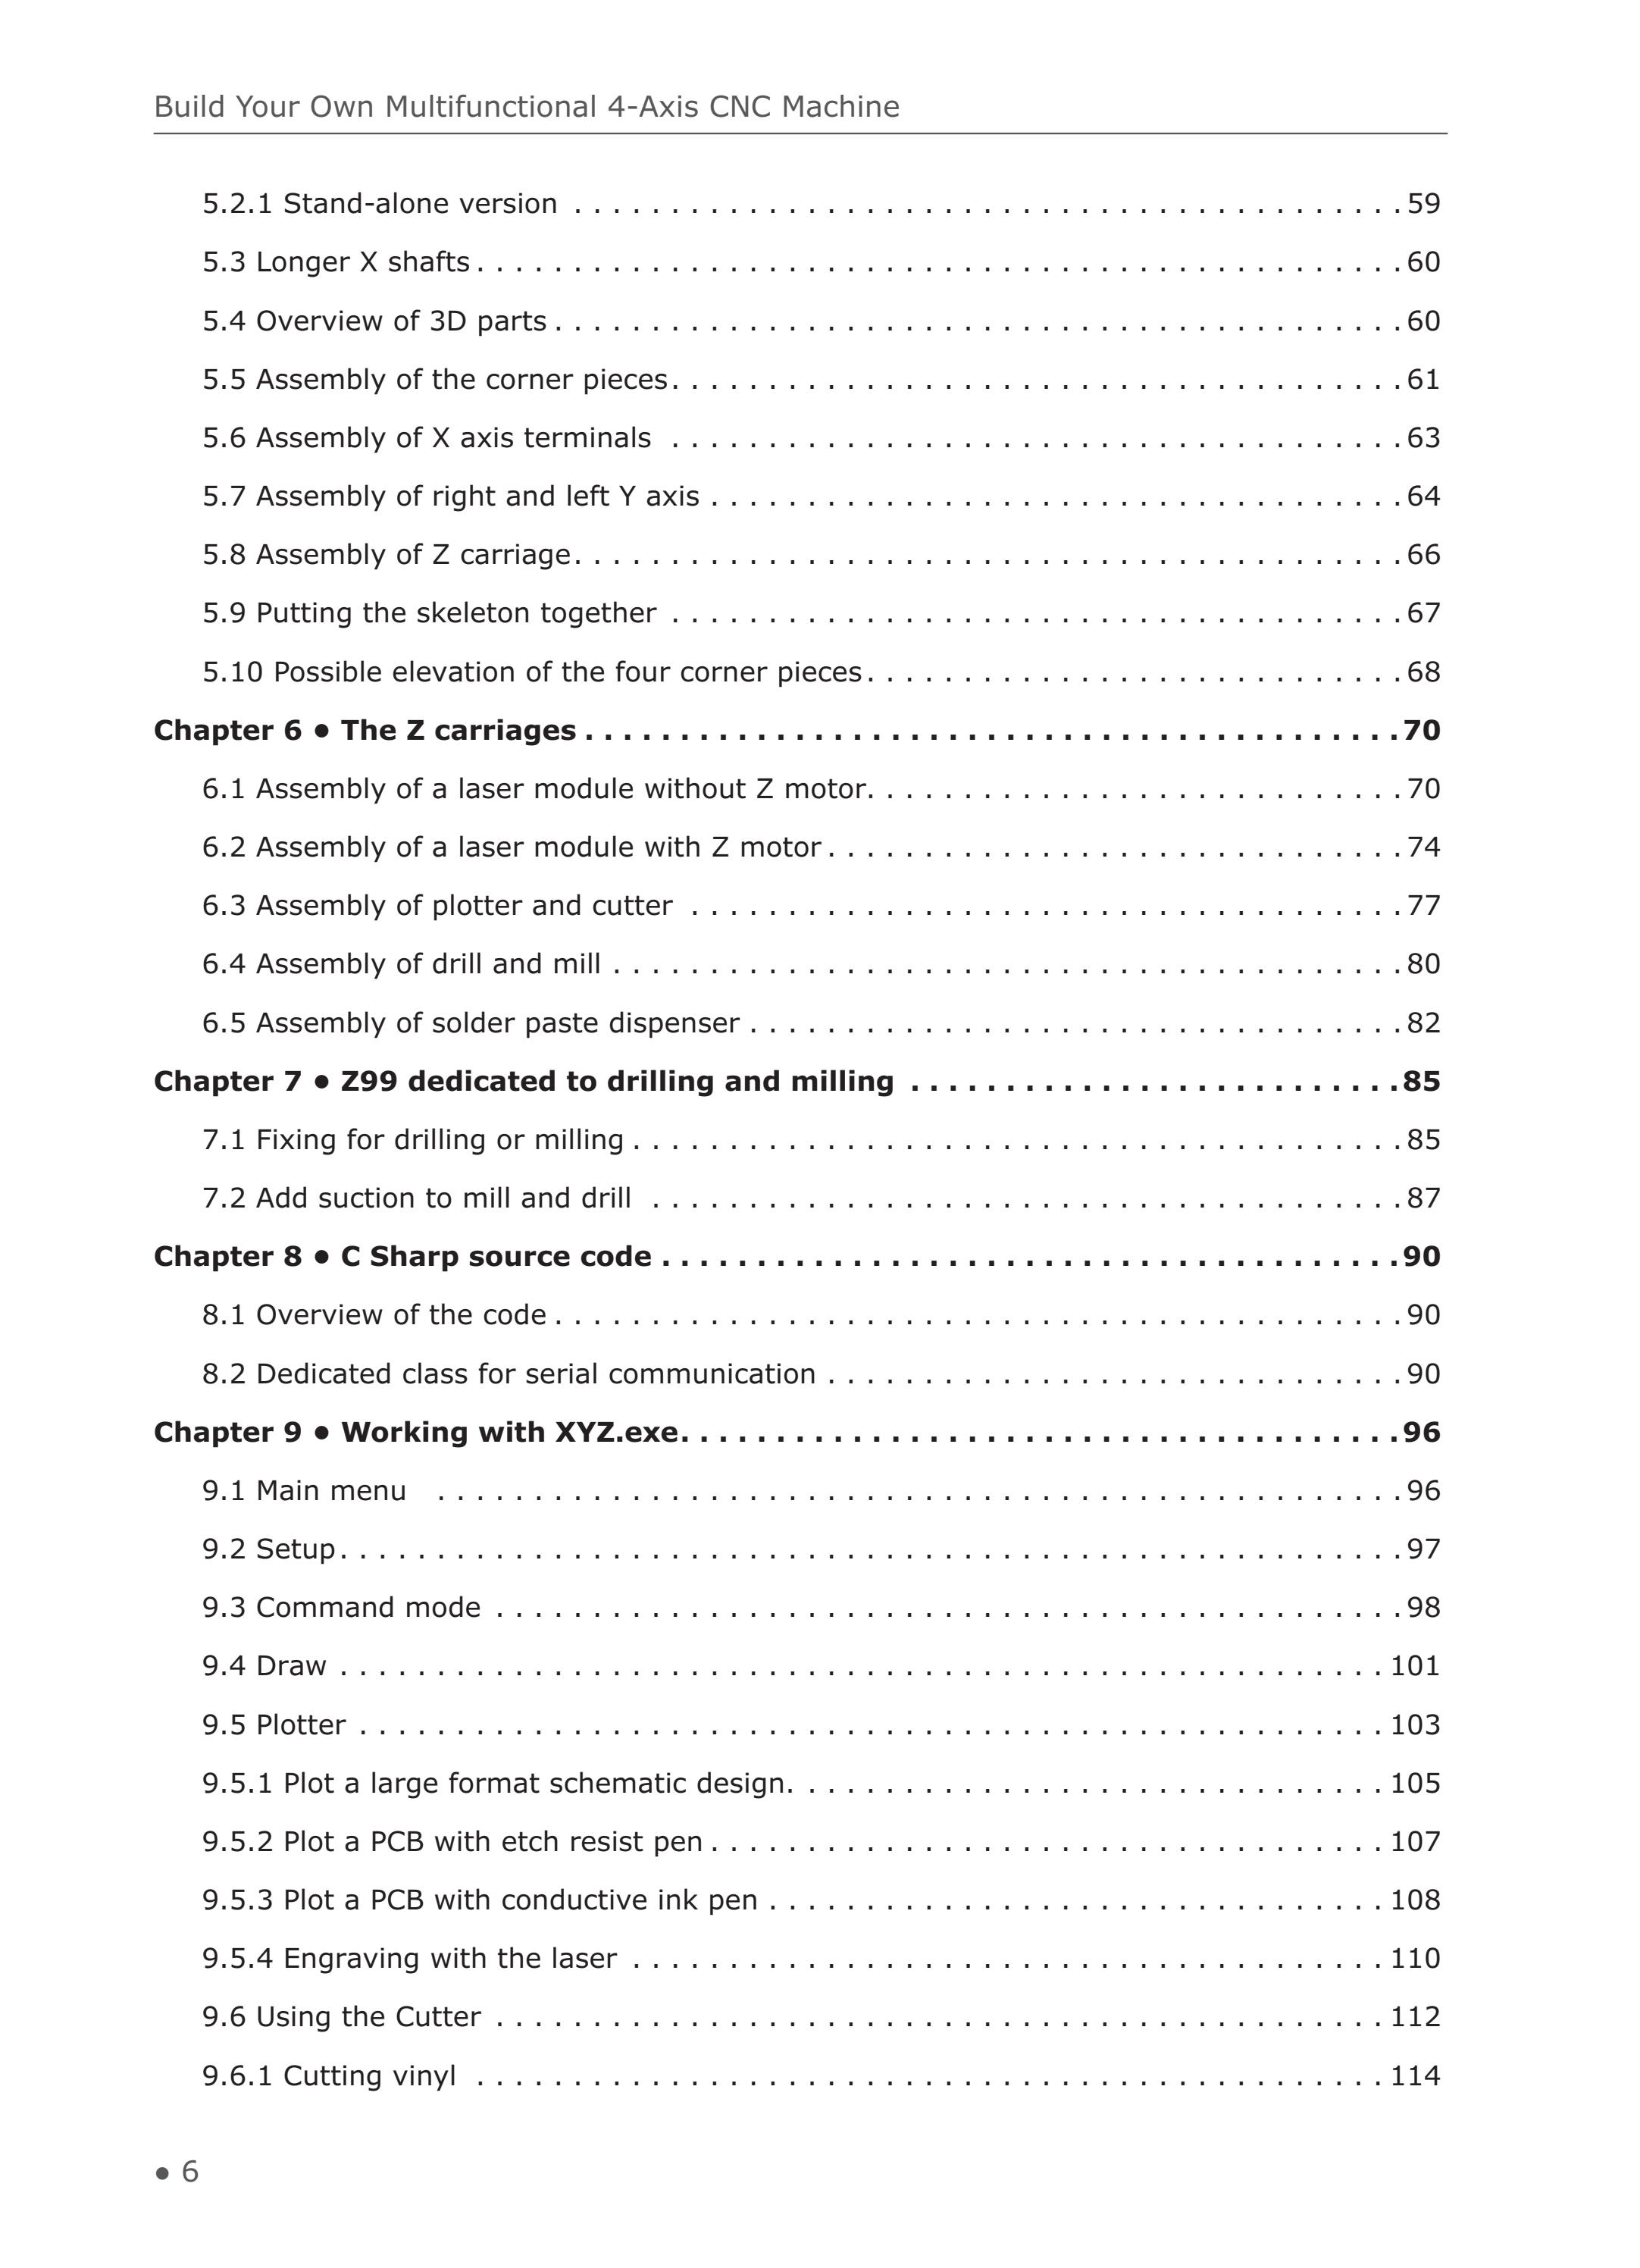 Build Your Own Multifunctional 4-Axis CNC Machine
5.2.1 Stand-alone version . . . . . . . . . . . . . . . . . . . . . . . . . . . . . . . . . . . . . . . . . . . 59
5.3 Longer X shafts . . . . . . . . . . . . . . . . . . . . . . . . . . . . . . . . . . . . . . . . . . . . . . . . 60
5.4 Overview of 3D parts . . . . . . . . . . . . . . . . . . . . . . . . . . . . . . . . . . . . . . . . . . . . 60
5.5 Assembly of the corner pieces. . . . . . . . . . . . . . . . . . . . . . . . . . . . . . . . . . . . . . 61
5.6 Assembly of X axis terminals . . . . . . . . . . . . . . . . . . . . . . . . . . . . . . . . . . . . . . 63
5.7 Assembly of right and left Y axis . . . . . . . . . . . . . . . . . . . . . . . . . . . . . . . . . . . . 64
5.8 Assembly of Z carriage. . . . . . . . . . . . . . . . . . . . . . . . . . . . . . . . . . . . . . . . . . . 66
5.9 Putting the skeleton together . . . . . . . . . . . . . . . . . . . . . . . . . . . . . . . . . . . . . . 67
5.10 Possible elevation of the four corner pieces . . . . . . . . . . . . . . . . . . . . . . . . . . . . 68
Chapter 6 ● The Z carriages . . . . . . . . . . . . . . . . . . . . . . . . . . . . . . . . . . . . . . . . . . . 70
6.1 Assembly of a laser module without Z motor. . . . . . . . . . . . . . . . . . . . . . . . . . . . 70
6.2 Assembly of a laser module with Z motor . . . . . . . . . . . . . . . . . . . . . . . . . . . . . . 74
6.3 Assembly of plotter and cutter . . . . . . . . . . . . . . . . . . . . . . . . . . . . . . . . . . . . . 77
6.4 Assembly of drill and mill . . . . . . . . . . . . . . . . . . . . . . . . . . . . . . . . . . . . . . . . . 80
6.5 Assembly of solder paste dispenser . . . . . . . . . . . . . . . . . . . . . . . . . . . . . . . . . . 82
Chapter 7 ● Z99 dedicated to drilling and milling . . . . . . . . . . . . . . . . . . . . . . . . . . 85
7.1 Fixing for drilling or milling . . . . . . . . . . . . . . . . . . . . . . . . . . . . . . . . . . . . . . . . 85
7.2 Add suction to mill and drill . . . . . . . . . . . . . . . . . . . . . . . . . . . . . . . . . . . . . . . 87
Chapter 8 ● C Sharp source code . . . . . . . . . . . . . . . . . . . . . . . . . . . . . . . . . . . . . . . 90
8.1 Overview of the code . . . . . . . . . . . . . . . . . . . . . . . . . . . . . . . . . . . . . . . . . . . . 90
8.2 Dedicated class for serial communication . . . . . . . . . . . . . . . . . . . . . . . . . . . . . . 90
Chapter 9 ● Working with XYZ.exe. . . . . . . . . . . . . . . . . . . . . . . . . . . . . . . . . . . . . . 96
9.1 Main menu . . . . . . . . . . . . . . . . . . . . . . . . . . . . . . . . . . . . . . . . . . . . . . . . . . 96
9.2 Setup. . . . . . . . . . . . . . . . . . . . . . . . . . . . . . . . . . . . . . . . . . . . . . . . . . . . . . . 97
9.3 Command mode . . . . . . . . . . . . . . . . . . . . . . . . . . . . . . . . . . . . . . . . . . . . . . . 98
9.4 Draw . . . . . . . . . . . . . . . . . . . . . . . . . . . . . . . . . . . . . . . . . . . . . . . . . . . . . . 101
9.5 Plotter . . . . . . . . . . . . . . . . . . . . . . . . . . . . . . . . . . . . . . . . . . . . . . . . . . . . . 103
9.5.1 Plot a large format schematic design. . . . . . . . . . . . . . . . . . . . . . . . . . . . . . . 105
9.5.2 Plot a PCB with etch resist pen . . . . . . . . . . . . . . . . . . . . . . . . . . . . . . . . . . . 107
9.5.3 Plot a PCB with conductive ink pen . . . . . . . . . . . . . . . . . . . . . . . . . . . . . . . . 108
9.5.4 Engraving with the laser . . . . . . . . . . . . . . . . . . . . . . . . . . . . . . . . . . . . . . . 110
9.6 Using the Cutter . . . . . . . . . . . . . . . . . . . . . . . . . . . . . . . . . . . . . . . . . . . . . . 112
9.6.1 Cutting vinyl . . . . . . . . . . . . . . . . . . . . . . . . . . . . . . . . . . . . . . . . . . . . . . . 114
● 6